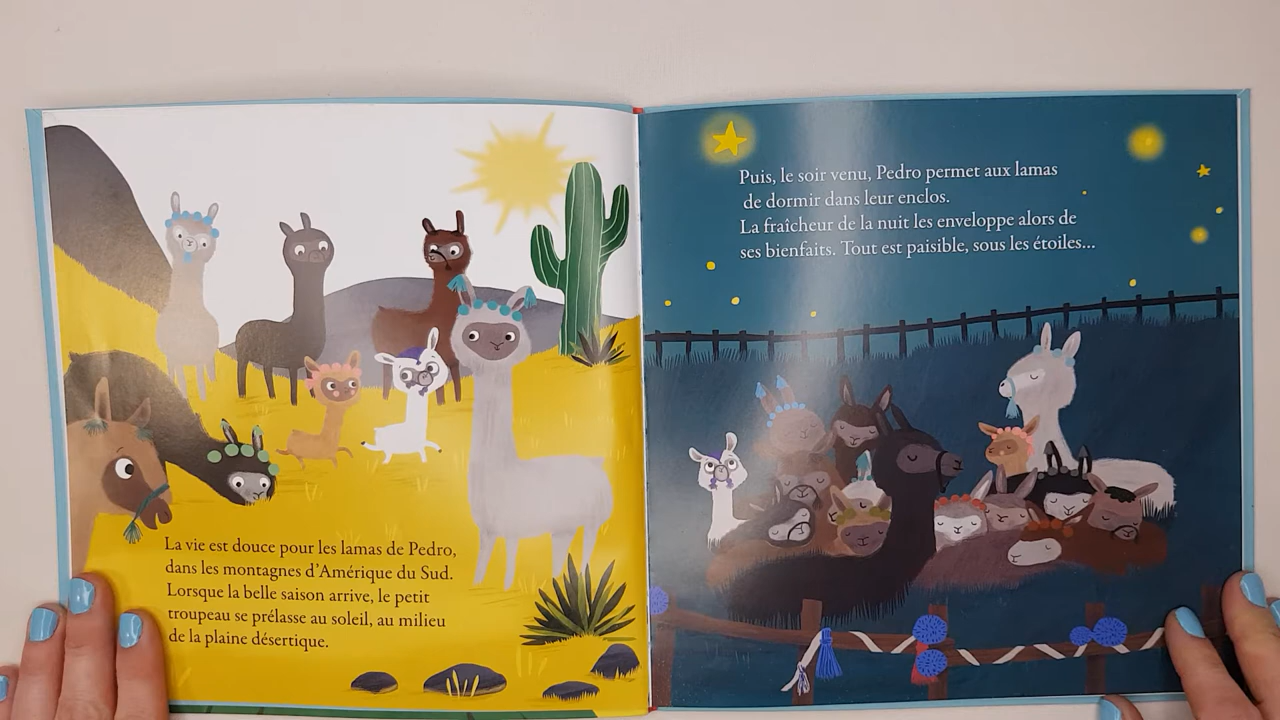 La vie est douce pour les lamas de Pedro,
dans les montagnes d'Amérique du Sud.
Lorsque la belle saison arrive, le petit
troupeau se prélasse au soleil, au milieu
de la plaine désertique.
Puis, le soir venu, Pedro permet aux lamas
de dormir dans leur enclos.
La fraîcheur de la nuit les enveloppe alors de
ses bienfaits. Tout est paisible, sous les étoiles...